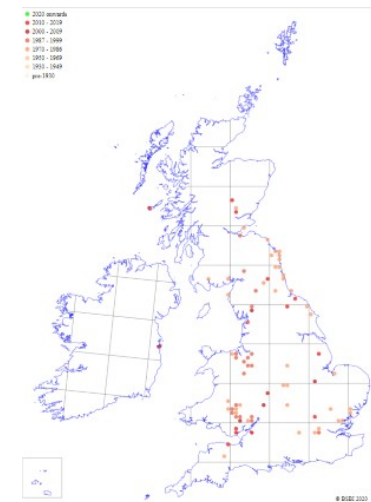 2020 onwards
2010 - 2019
2000 - 2009
1987 - 1999
1970 - 1986
1950 - 1969
1930 - 1949
pre-1930
© BSBI 2020